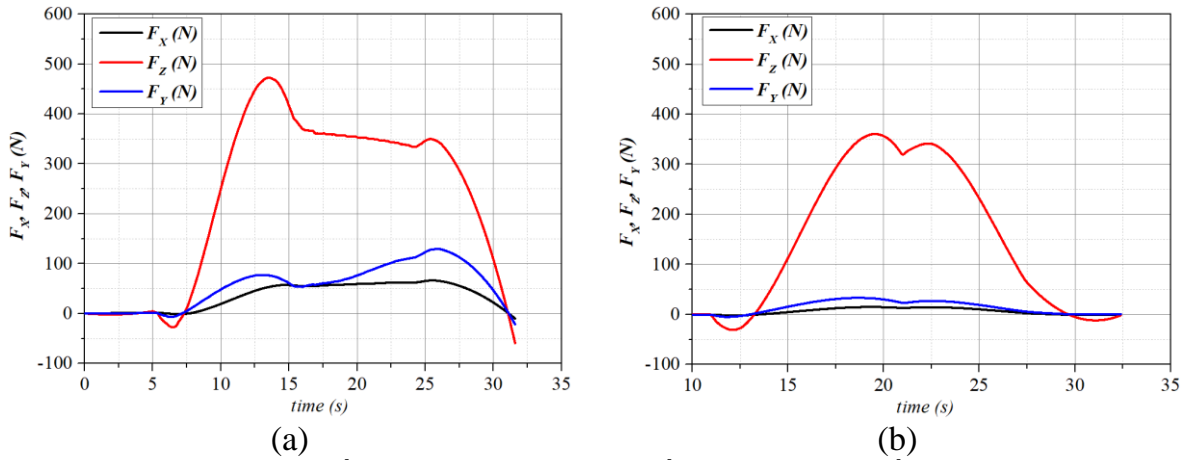 600
500
400
300
200
100
0
-100
F_X, F_Z, F_Y (N)
F_X (N)
F_Z (N)
F_Y (N)
0 5 10 15 20 25 30 35
time (s)
(a)
600
500
400
300
200
100
0
-100
F_X, F_Z, F_Y (N)
F_X (N)
F_Z (N)
F_Y (N)
10 15 20 25 30 35
time (s)
(b)